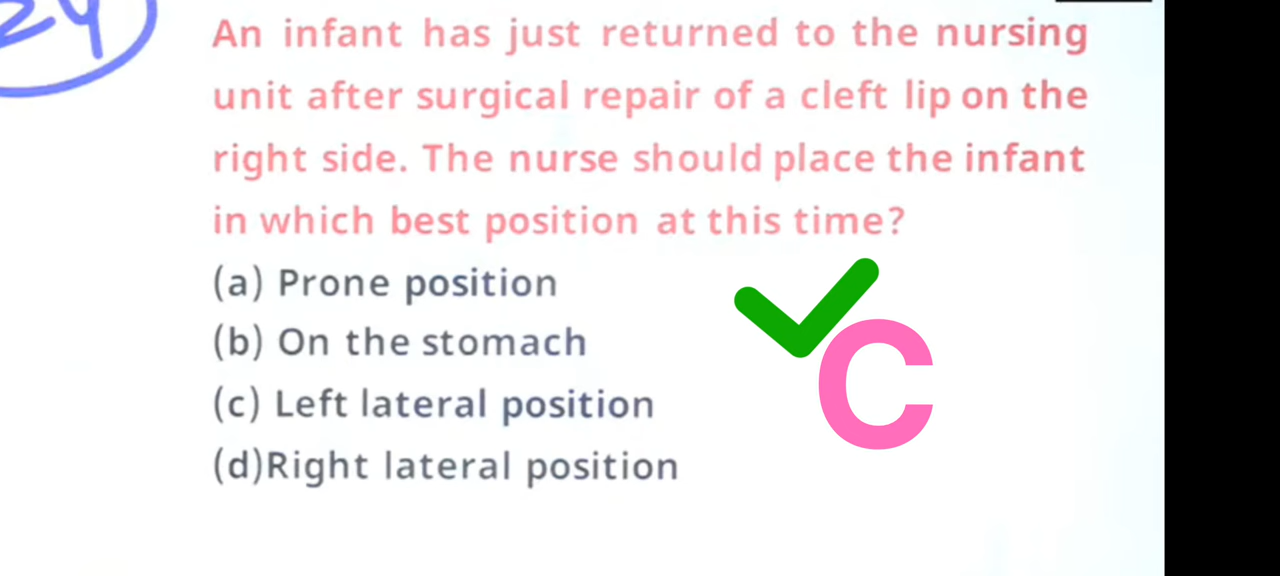 24
An infant has just returned to the nursing
unit after surgical repair of a cleft lip on the
right side. The nurse should place the infant
in which best position at this time?
(a) Prone position
(b) On the stomach
(c) Left lateral position
(d)Right lateral position
C